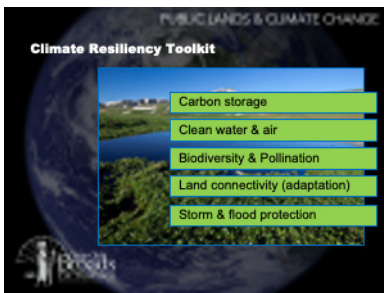 PUBLIC LANDS & CLIMATE CHANGE
Climate Resiliency Toolkit
Carbon storage
Clean water & air
Biodiversity & Pollination
Land connectivity (adaptation)
Storm & flood protection
Broads